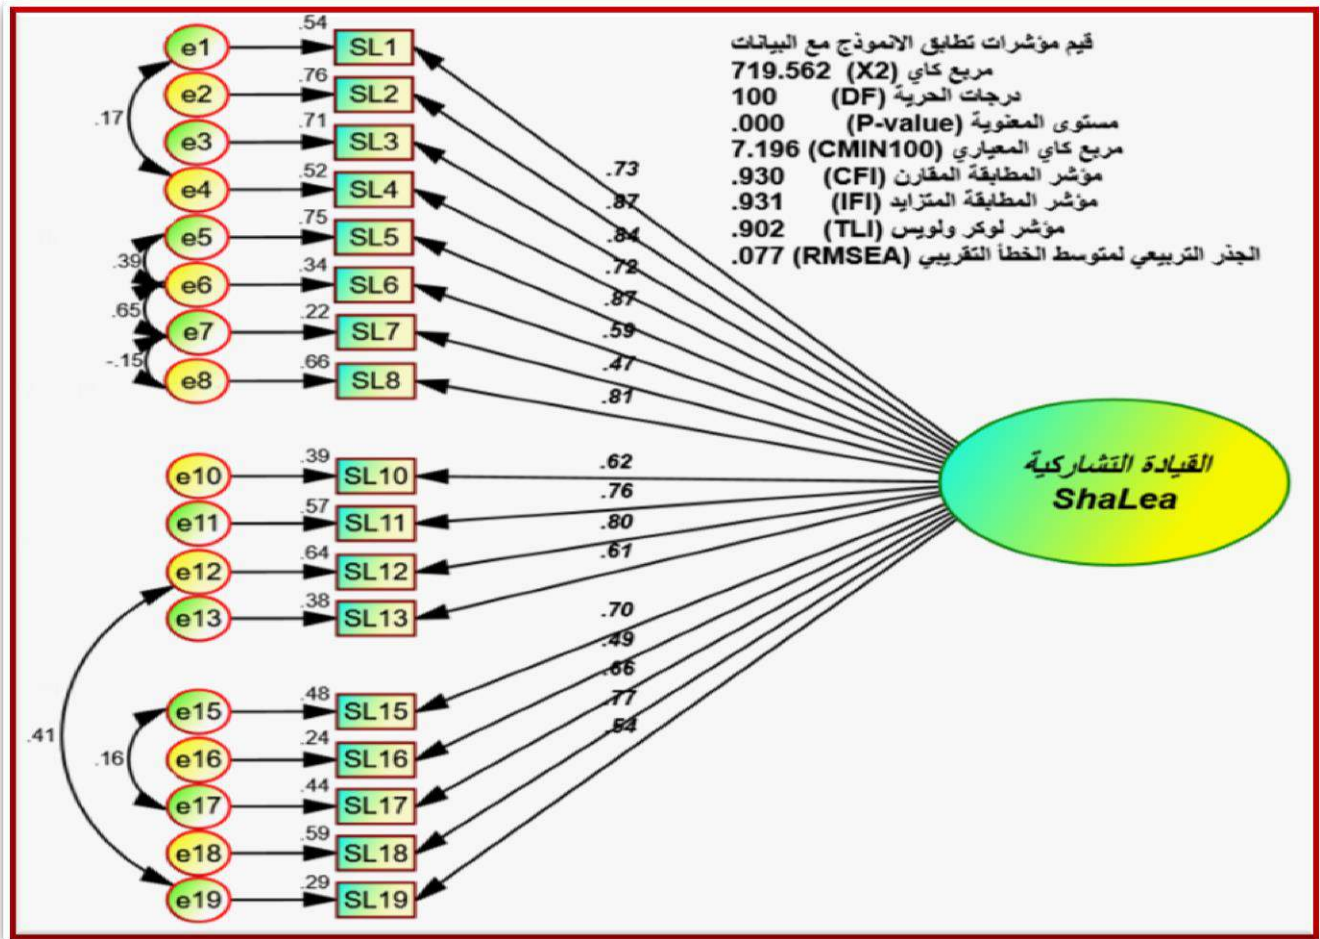 قيم مؤشرات تطابق الانموذج مع البيانات
مربع كاي (X2) 719.562
درجات الحرية (DF) 100
مستوى المعنوية (P-value) .000
مربع كاي المعياري (CMIN100) 7.196
مؤشر المطابقة المقارن (CFI) .930
مؤشر المطابقة المتزايد (IFI) .931
مؤشر لوكر ولويس (TLI) .902
الجذر التربيعي لمتوسط الخطأ التقريبي (RMSEA) .077
e1 .54 SL1 .73
e2 .76 SL2 .87
e3 .71 SL3 .84
e4 .52 SL4 .72
e5 .75 SL5 .87
e6 .34 SL6 .59
e7 .22 SL7 .47
e8 .66 SL8 .81
e10 .39 SL10 .62
e11 .57 SL11 .76
e12 .64 SL12 .80
e13 .38 SL13 .61
e15 .48 SL15 .70
e16 .24 SL16 .49
e17 .44 SL17 .66
e18 .59 SL18 .77
e19 .29 SL19 .54
.17
.39
.65
-.15
.41
.16
القيادة التشاركية
ShaLea